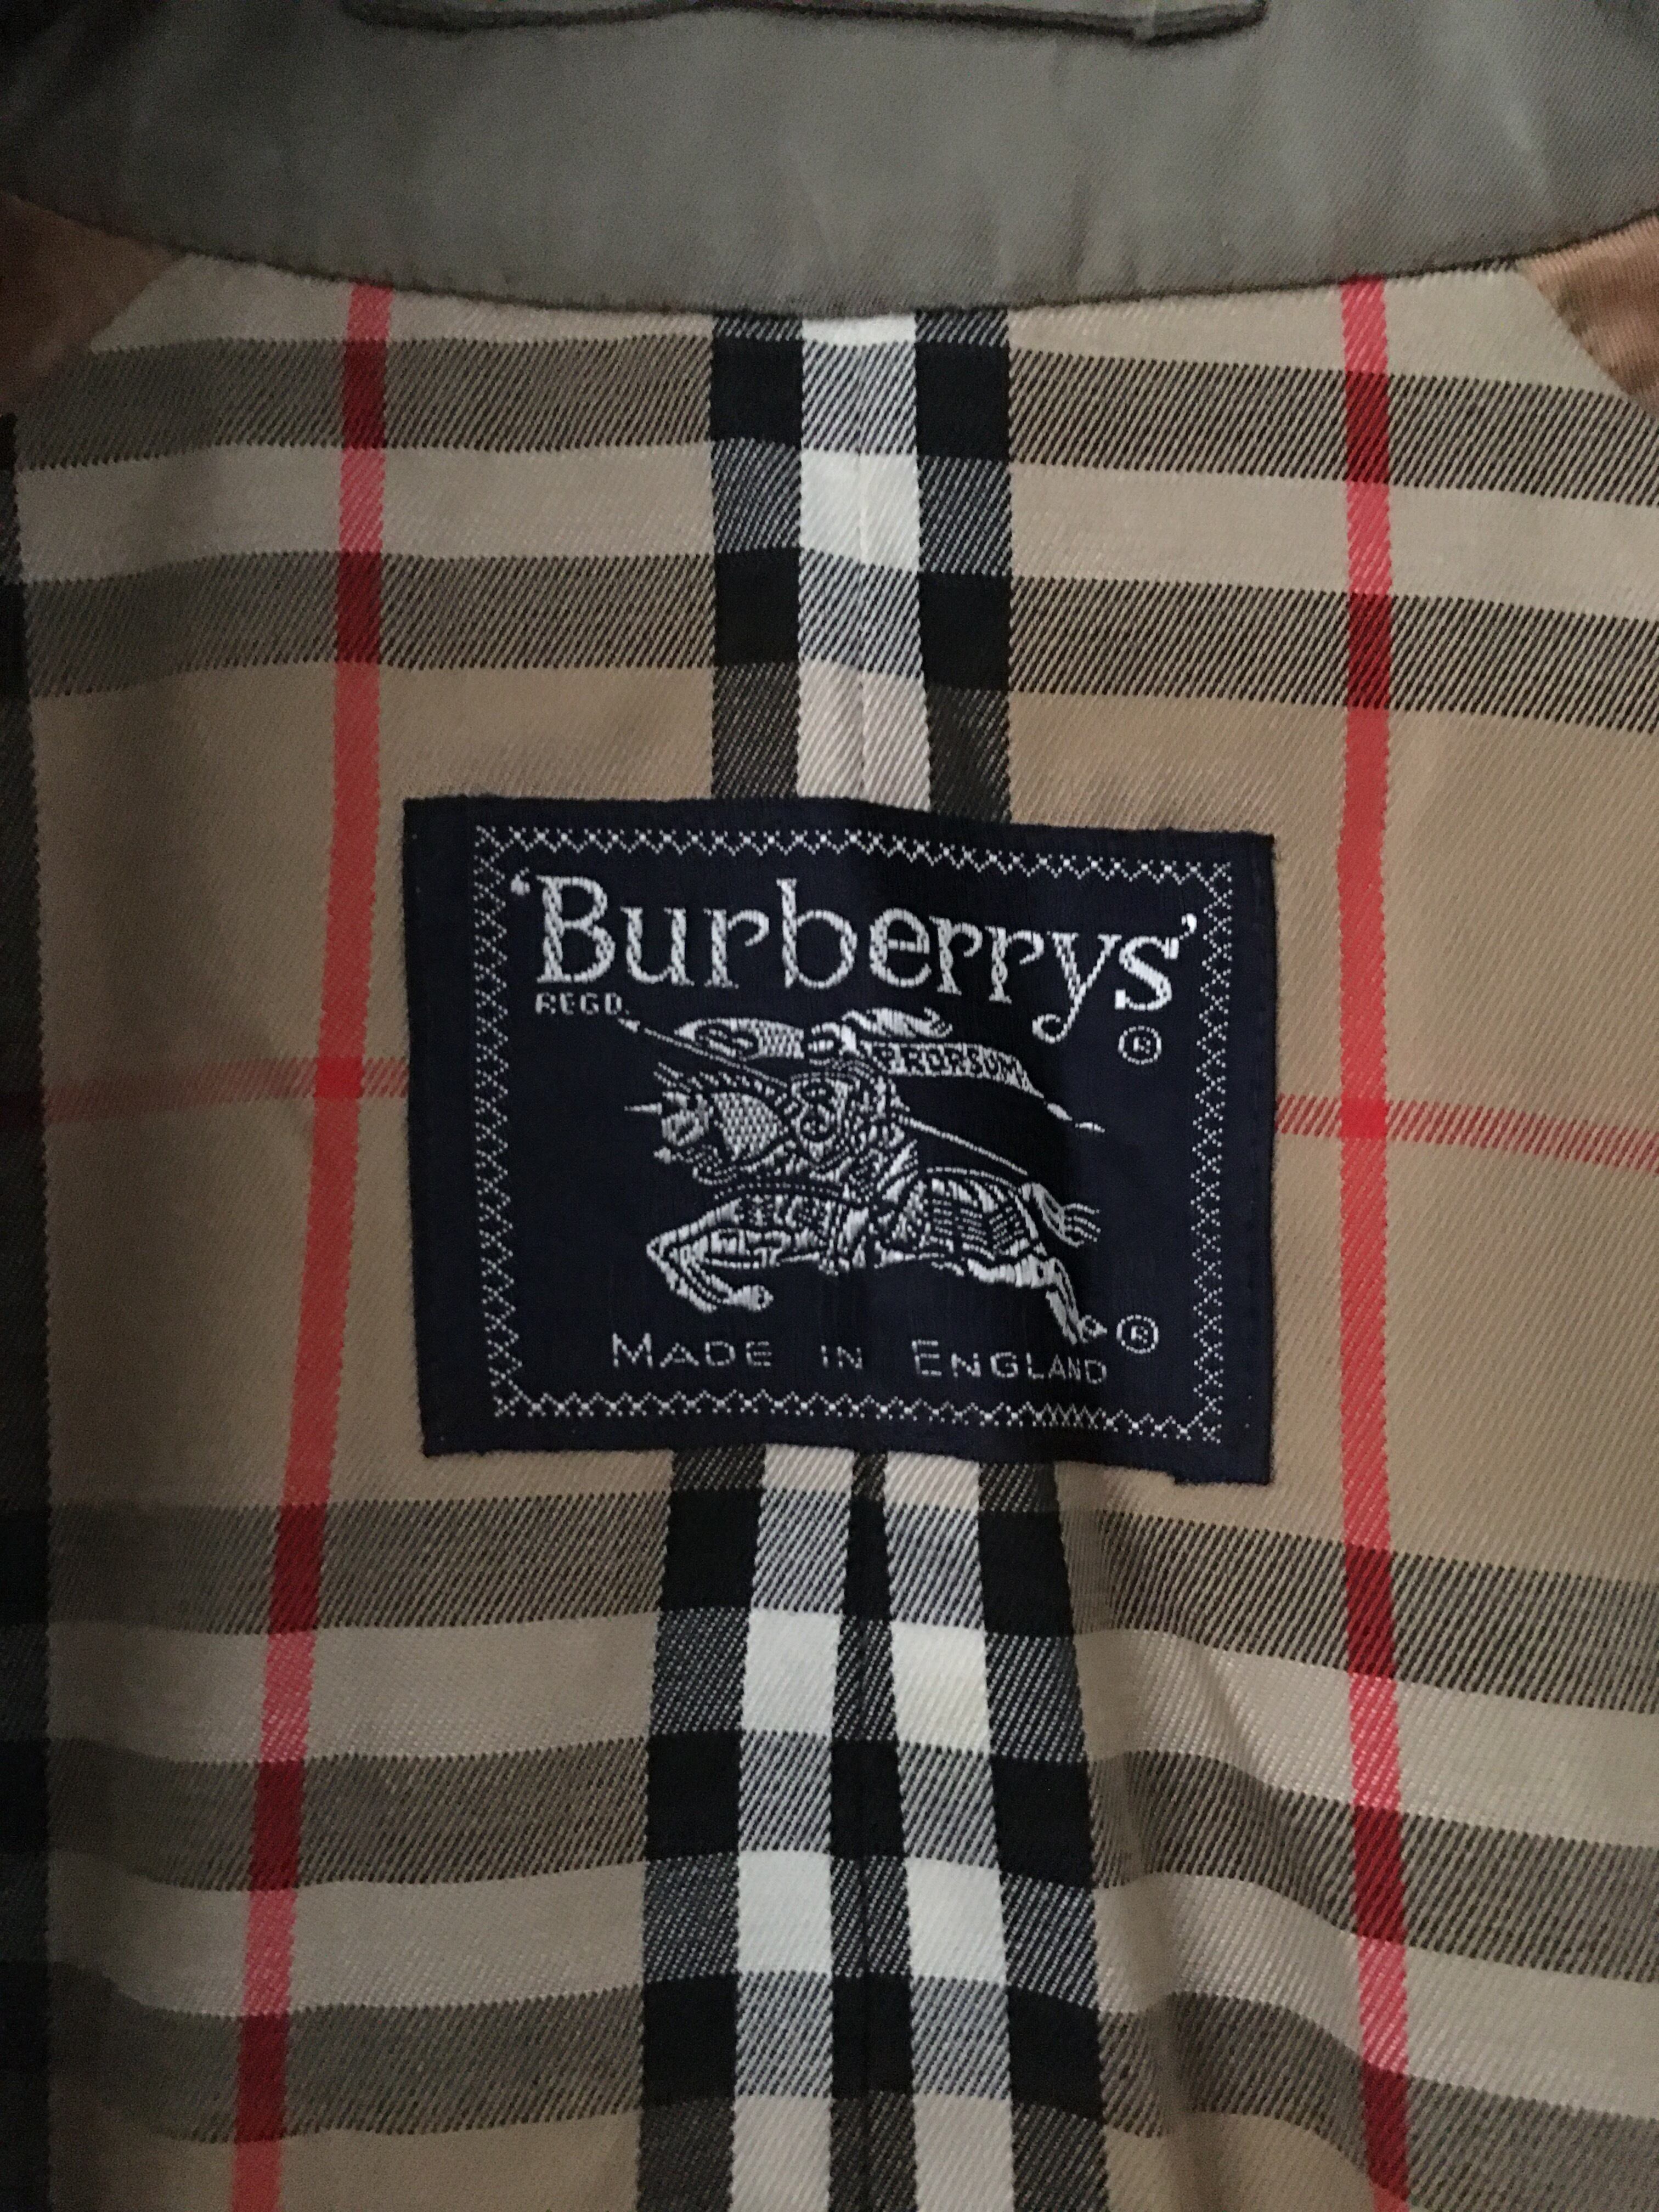 ‘Burberrys’
REGD.
®
PRORSUM
®
MADE IN ENGLAND